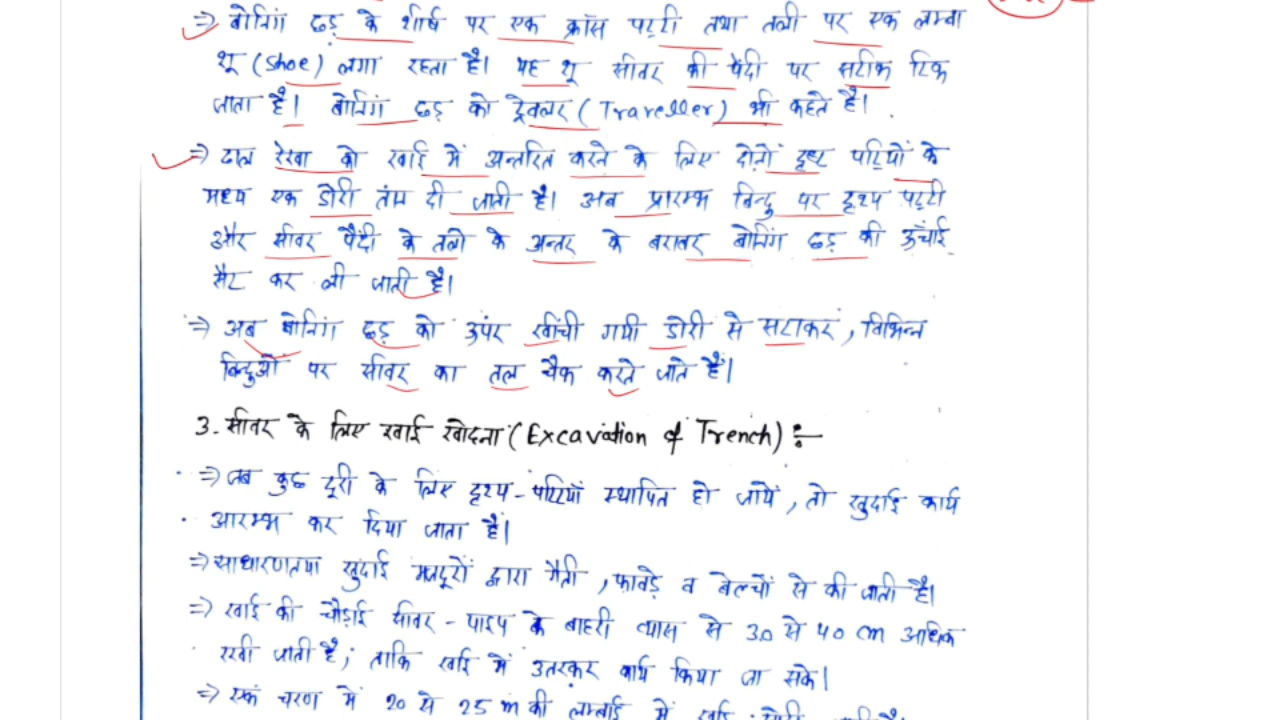 ⇒ बोनिंग छड़ के शीर्ष पर एक क्रॉस पट्टी तथा तली पर एक लम्बा
शू (Shoe) लगा रहता है। यह शू सीवर की पेंदी पर सटीक टिक
जाता है। बोनिंग छड़ को ट्रेवलर (Traveller) भी कहते है।
⇒ ढाल रेखा को खाई में अन्तरित करने के लिए दोनों दृष्ट पट्टियों के
मध्य एक डोरी तंग दी जाती है। अब प्रारम्भ बिन्दु पर दृश्य पट्टी
और सीवर पैंदी के तली के अन्तर के बराबर बोनिंग छड़ की ऊँचाई
सैट कर ली जाती है।
⇒ अब बोनिंग छड़ को ऊपर खींची गयी डोरी से सटाकर, विभिन्न
बिन्दुओं पर सीवर का तल चैक करते जाते हैं।
3. सीवर के लिए खाई खोदना (Excavation of Trench) :-
⇒ जब कुछ दूरी के लिए दृश्य-पट्टियाँ स्थापित हो जायें, तो खुदाई कार्य
आरम्भ कर दिया जाता है।
⇒ साधारणतया खुदाई मजदूरों द्वारा गैंती, फावड़े व बेल्चों से की जाती है।
⇒ खाई की चौड़ाई सीवर-पाइप के बाहरी व्यास से 30 से 40 cm अधिक
रखी जाती है; ताकि खाई में उतरकर कार्य किया जा सके।
⇒ एक चरण में 20 से 25 m की लम्बाई में खाई